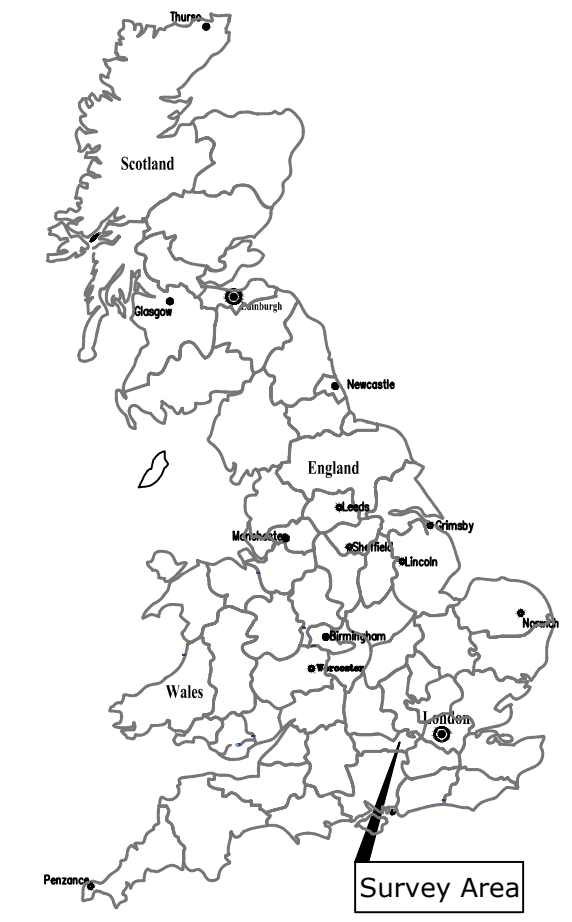 Thurso
Scotland
Edinburgh
Glasgow
Newcastle
England
Leeds
Grimsby
Manchester
Sheffield
Lincoln
Norwich
Birmingham
Worcester
Wales
London
Penzance
Survey Area